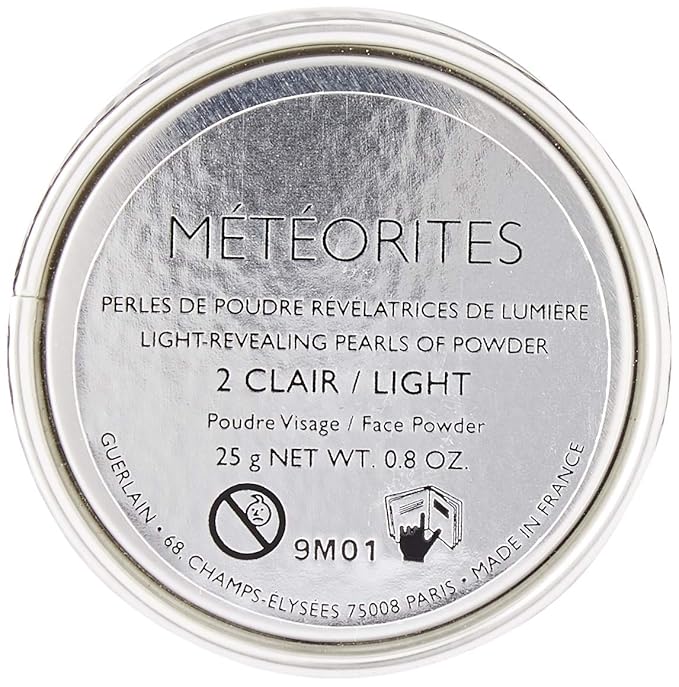 MÉTÉORITES
PERLES DE POUDRE RÉVÉLATRICES DE LUMIÈRE
LIGHT-REVEALING PEARLS OF POWDER
2 CLAIR / LIGHT
Poudre Visage / Face Powder
25 g NET WT. 0.8 OZ.
9M01
GUERLAIN • 68, CHAMPS-ELYSÉES 75008 PARIS • MADE IN FRANCE